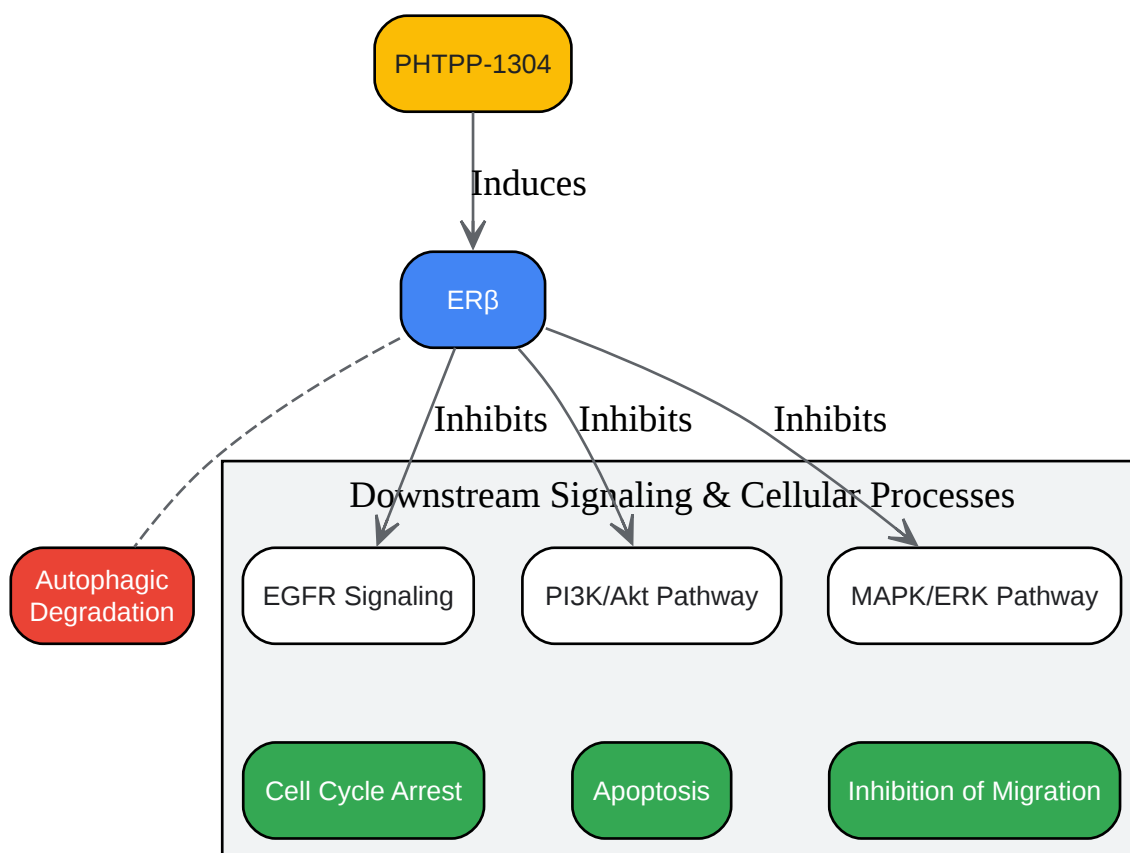 PHTPP-1304
Induces
ERβ
Inhibits
Inhibits
Inhibits
Downstream Signaling & Cellular Processes
Autophagic
Degradation
EGFR Signaling
PI3K/Akt Pathway
MAPK/ERK Pathway
Cell Cycle Arrest
Apoptosis
Inhibition of Migration